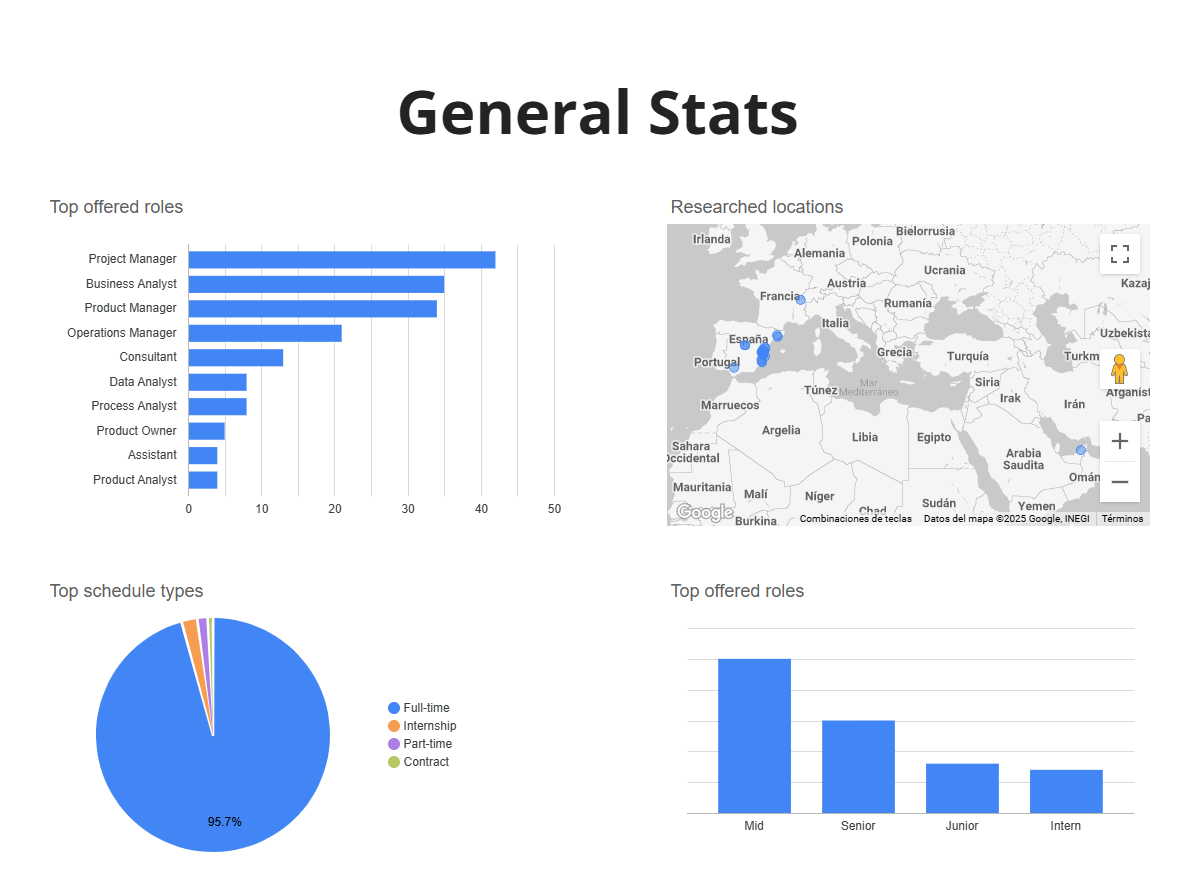 General Stats
Top offered roles
Project Manager
Business Analyst
Product Manager
Operations Manager
Consultant
Data Analyst
Process Analyst
Product Owner
Assistant
Product Analyst
0 10 20 30 40 50
Researched locations
Irlanda
Bielorrusia
Polonia
Alemania
Ucrania
Austria
Kazaj
Francia
Rumanía
Italia
Uzbekista
España
Grecia
Turquía
Turkm
Portugal
Siria
Mar
Mediterráneo
Túnez
Irak
Afganist
Marruecos
Irán
Pa
Argelia
Libia
Egipto
Sahara
Occidental
Arabia
Saudita
Omán
Mauritania
Malí
Níger
Sudán
Yemen
Chad
Burkina
Google
Combinaciones de teclas
Datos del mapa ©2025 Google, INEGI
Términos
Top schedule types
95.7%
Full-time
Internship
Part-time
Contract
Top offered roles
Mid Senior Junior Intern